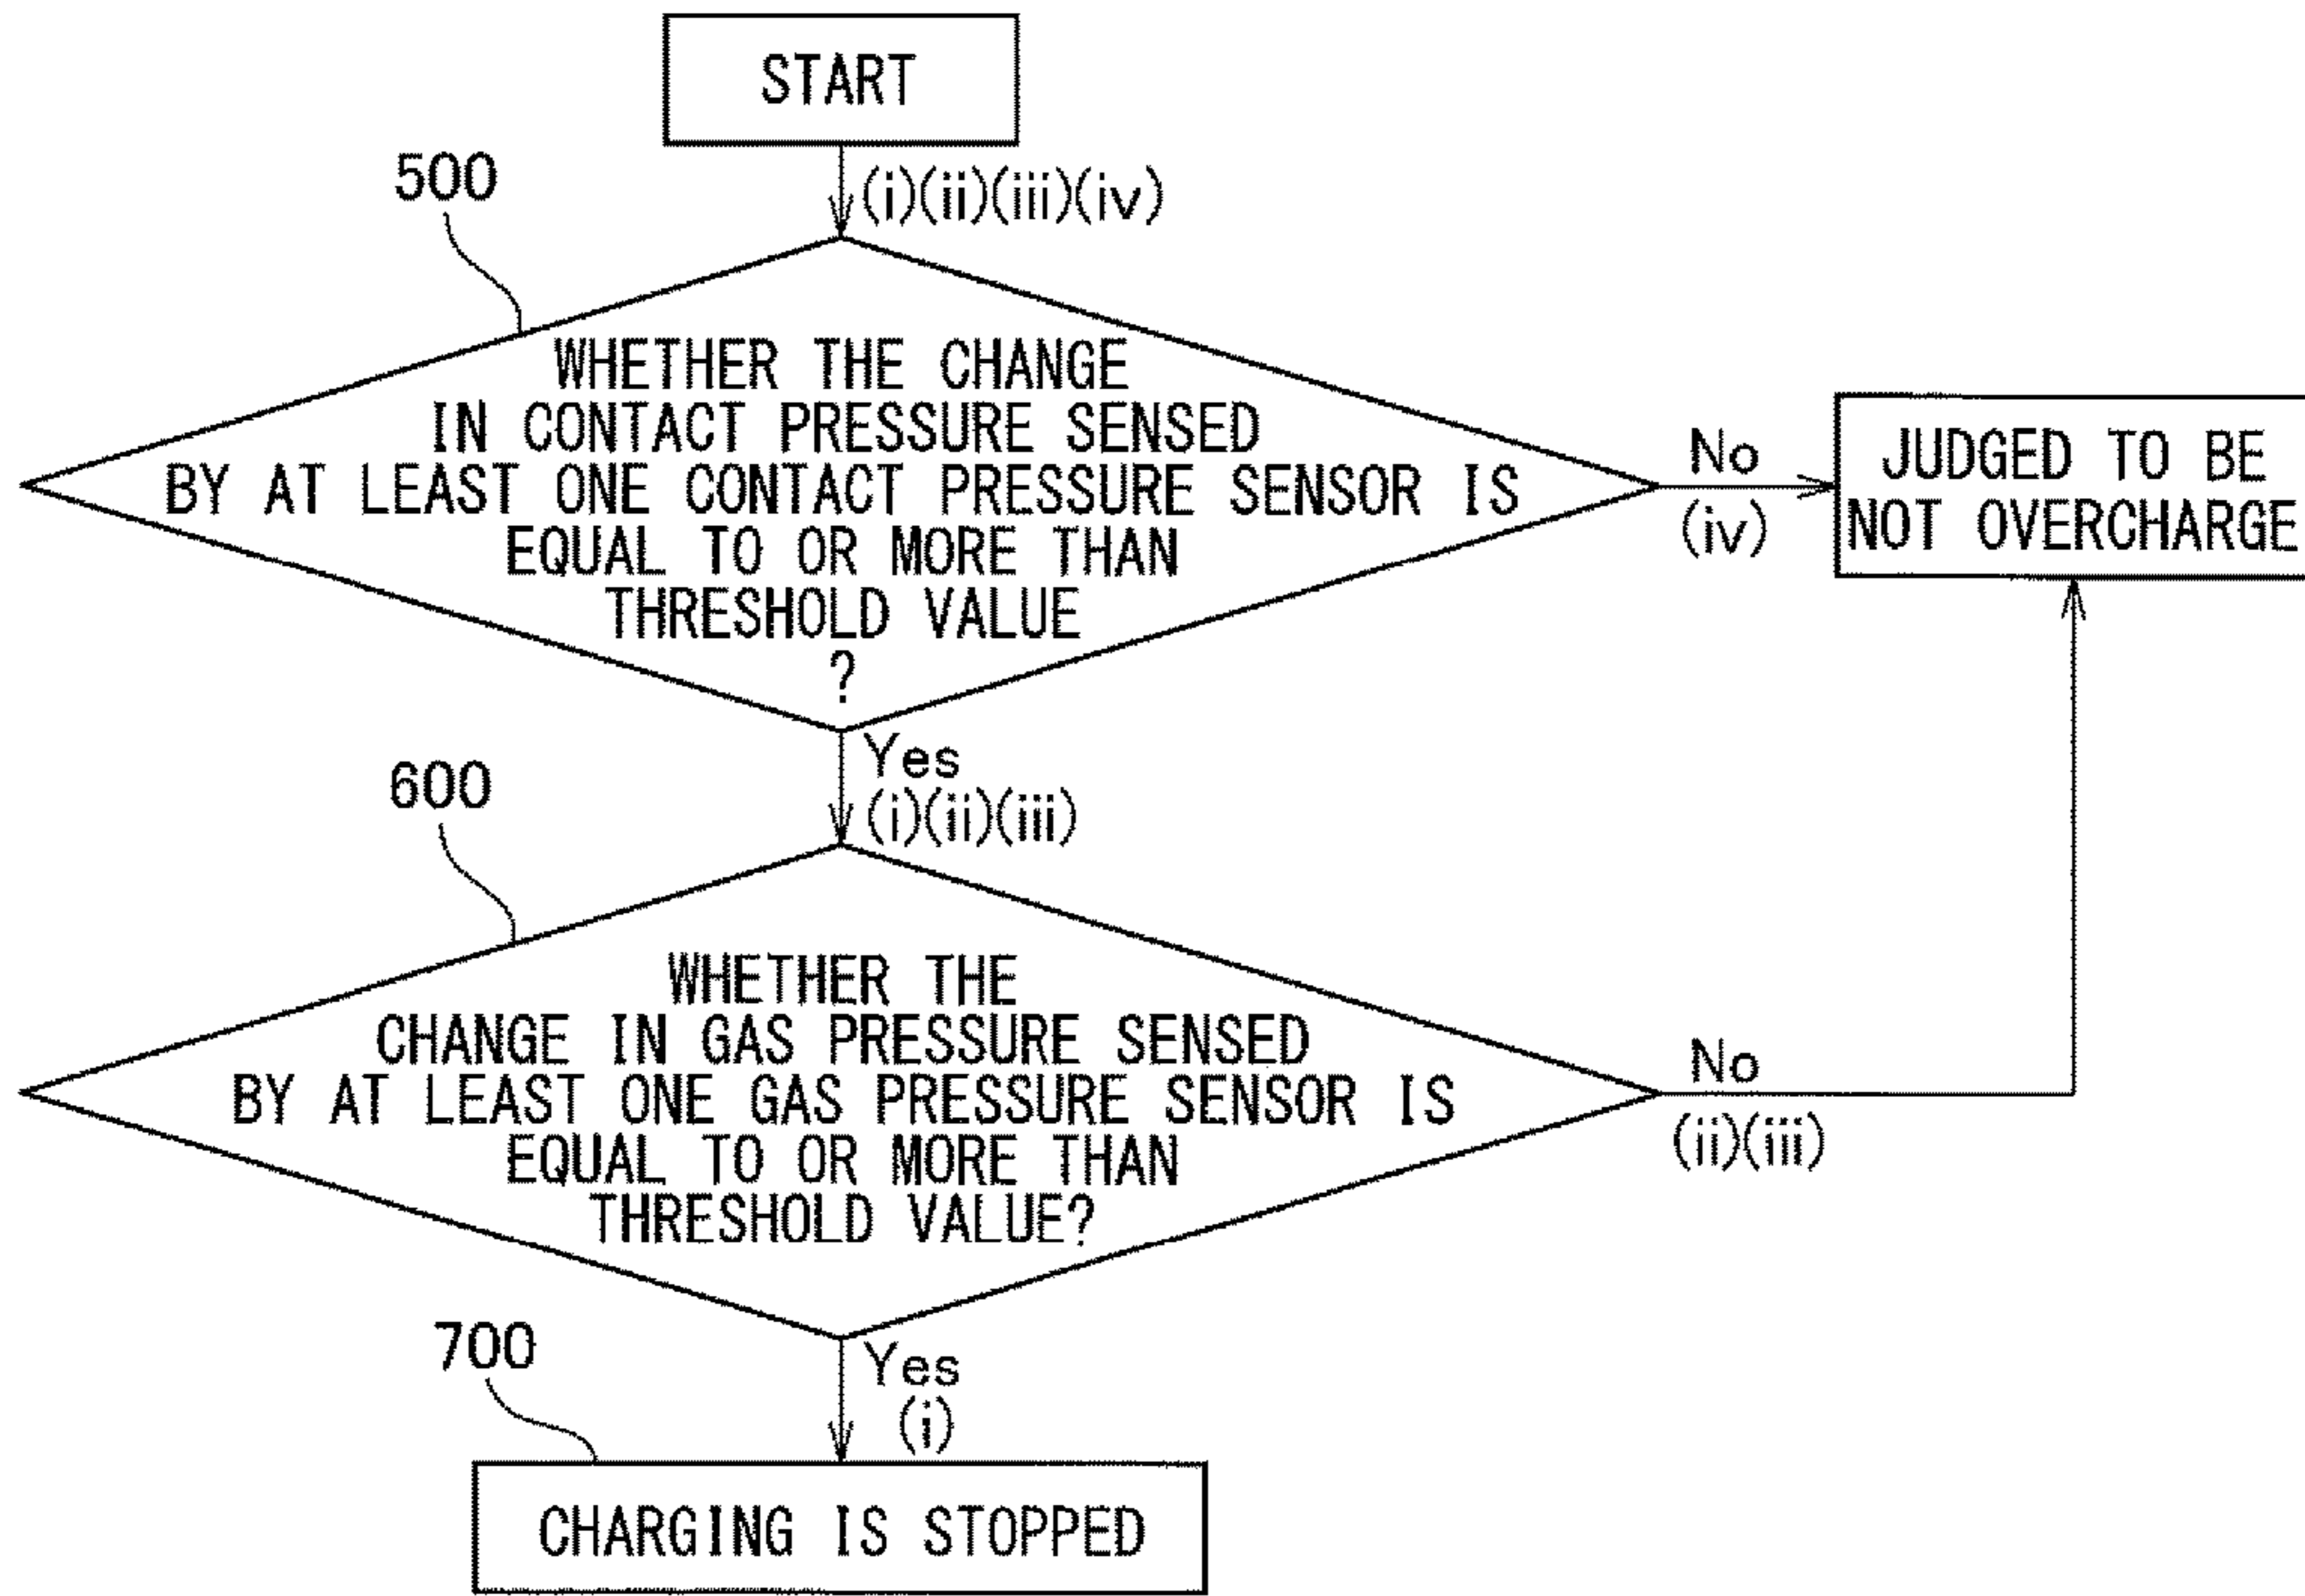 START
500
(i)(ii)(iii)(iv)
WHETHER THE CHANGE
IN CONTACT PRESSURE SENSED
BY AT LEAST ONE CONTACT PRESSURE SENSOR IS
EQUAL TO OR MORE THAN
THRESHOLD VALUE
?
No
(iv)
JUDGED TO BE
NOT OVERCHARGE
Yes
(i)(ii)(iii)
600
WHETHER THE
CHANGE IN GAS PRESSURE SENSED
BY AT LEAST ONE GAS PRESSURE SENSOR IS
EQUAL TO OR MORE THAN
THRESHOLD VALUE?
No
(ii)(iii)
Yes
(i)
700
CHARGING IS STOPPED